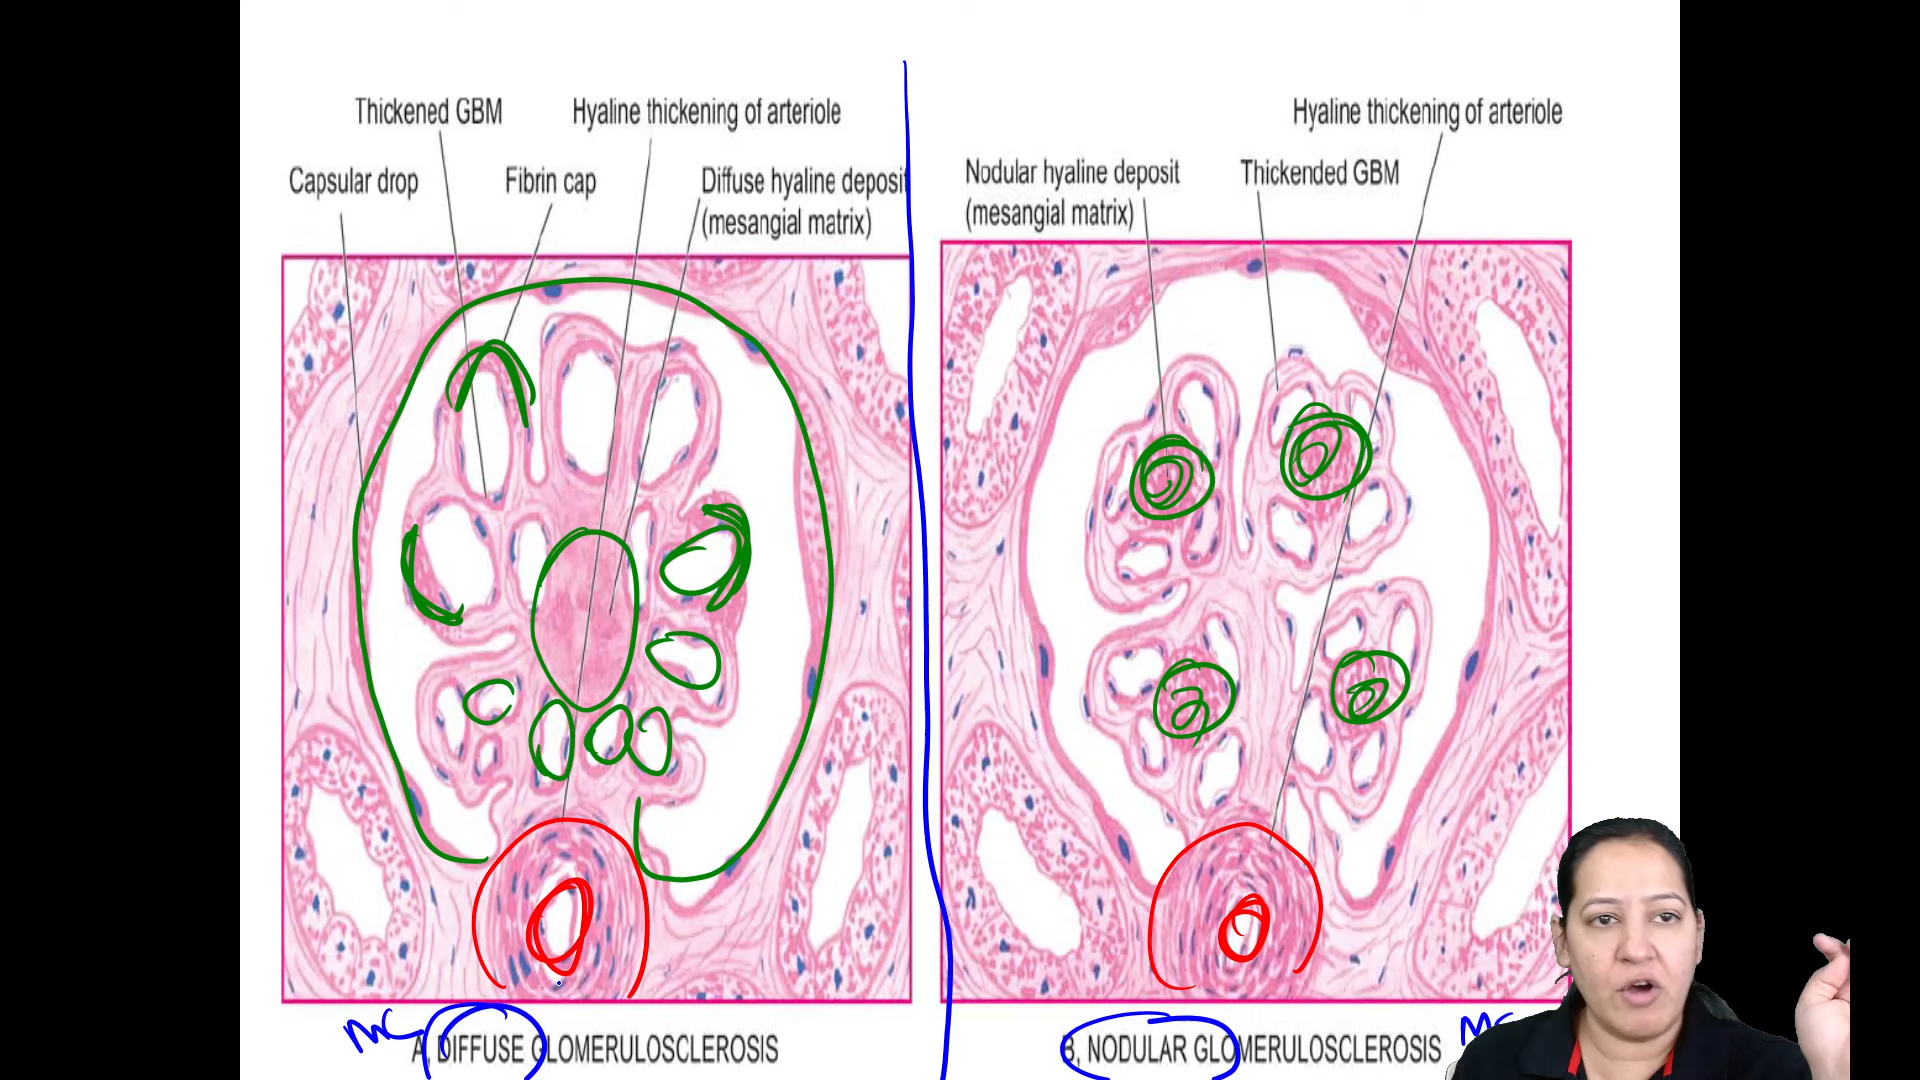 Thickened GBM
Hyaline thickening of arteriole
Capsular drop
Fibrin cap
Diffuse hyaline deposit
(mesangial matrix)
Hyaline thickening of arteriole
Nodular hyaline deposit
(mesangial matrix)
Thickended GBM
MC
A, DIFFUSE GLOMERULOSCLEROSIS
B, NODULAR GLOMERULOSCLEROSIS